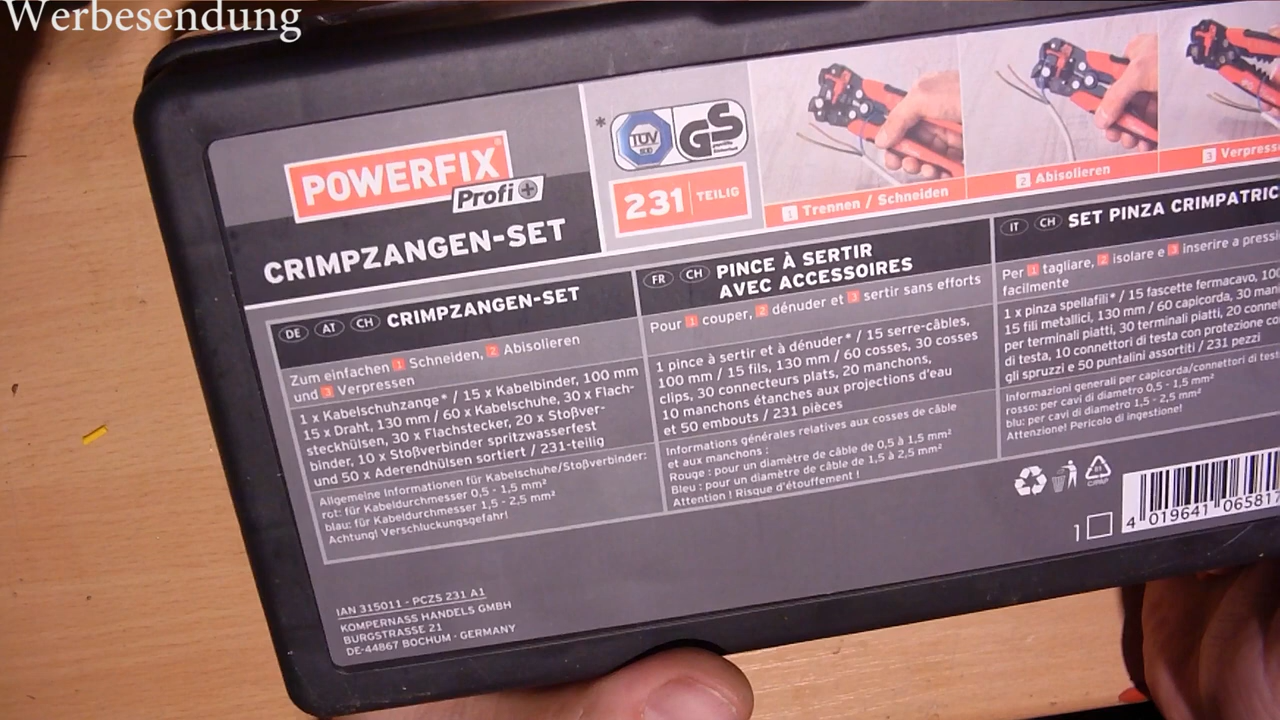 Werbesendung
POWERFIX®
Profi+
CRIMPZANGEN-SET
*
TÜV
SÜD
GS
geprüfte
Sicherheit
231 TEILIG
1 Trennen / Schneiden
2 Abisolieren
3 Verpress
DE AT CH CRIMPZANGEN-SET
Zum einfachen 1 Schneiden, 2 Abisolieren
und 3 Verpressen
1 x Kabelschuhzange* / 15 x Kabelbinder, 100 mm
15 x Draht, 130 mm / 60 x Kabelschuhe, 30 x Flach-
steckhülsen, 30 x Flachstecker, 20 x Stoßver-
binder, 10 x Stoßverbinder spritzwasserfest
und 50 x Aderendhülsen sortiert / 231-teilig
Allgemeine Informationen für Kabelschuhe/Stoßverbinder:
rot: für Kabeldurchmesser 0,5 - 1,5 mm²
blau: für Kabeldurchmesser 1,5 - 2,5 mm²
Achtung! Verschluckungsgefahr!
FR CH PINCE À SERTIR
AVEC ACCESSOIRES
Pour 1 couper, 2 dénuder et 3 sertir sans efforts
1 pince à sertir et à dénuder* / 15 serre-câbles,
100 mm / 15 fils, 130 mm / 60 cosses, 30 cosses
clips, 30 connecteurs plats, 20 manchons,
10 manchons étanches aux projections d'eau
et 50 embouts / 231 pièces
Informations générales relatives aux cosses de câble
et aux manchons :
Rouge : pour un diamètre de câble de 0,5 à 1,5 mm²
Bleu : pour un diamètre de câble de 1,5 à 2,5 mm²
Attention ! Risque d'étouffement !
IT CH SET PINZA CRIMPATRIC
Per 1 tagliare, 2 isolare e 3 inserire a pressi
facilmente
1 x pinza spellafili* / 15 fascette fermacavo, 100
15 fili metallici, 130 mm / 60 capicorda, 30 man
per terminali piatti, 30 terminali piatti, 20 conne
di testa, 10 connettori di testa con protezione co
gli spruzzi e 50 puntalini assortiti / 231 pezzi
Informazioni generali per capicorda/connettori di test
rosso: per cavi di diametro 0,5 - 1,5 mm²
blu: per cavi di diametro 1,5 - 2,5 mm²
Attenzione! Pericolo di ingestione!
1
4 019641 065817
IAN 315011 - PCZS 231 A1
KOMPERNASS HANDELS GMBH
BURGSTRASSE 21
DE-44867 BOCHUM · GERMANY